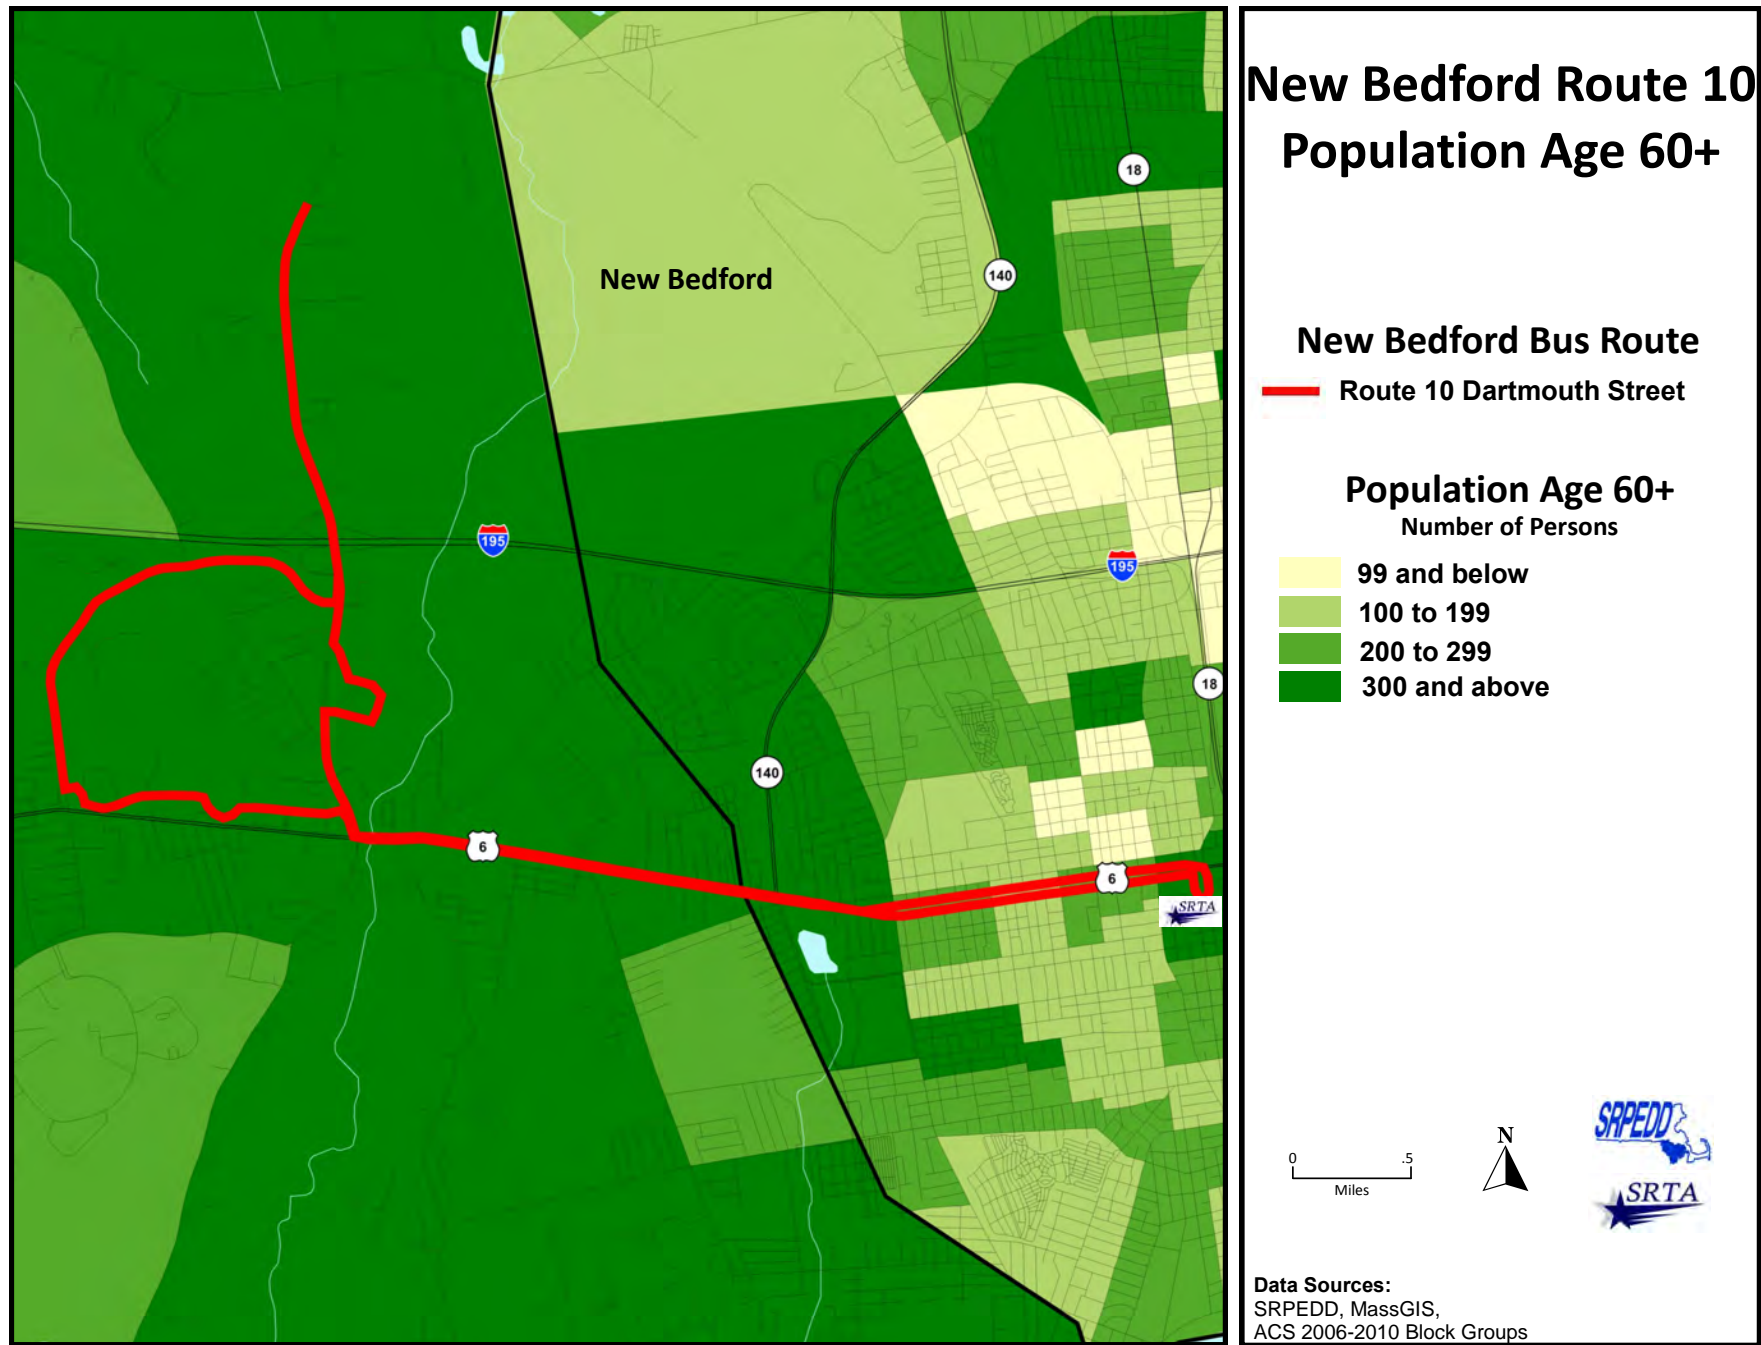 New Bedford Route 10
Population Age 60+
New Bedford Bus Route
Route 10 Dartmouth Street
Population Age 60+
Number of Persons
99 and below
100 to 199
200 to 299
300 and above
0 .5
Miles
N
SRPEDD
SRTA
Data Sources:
SRPEDD, MassGIS,
ACS 2006-2010 Block Groups
18
New Bedford
140
195
195
18
140
6
6
SRTA